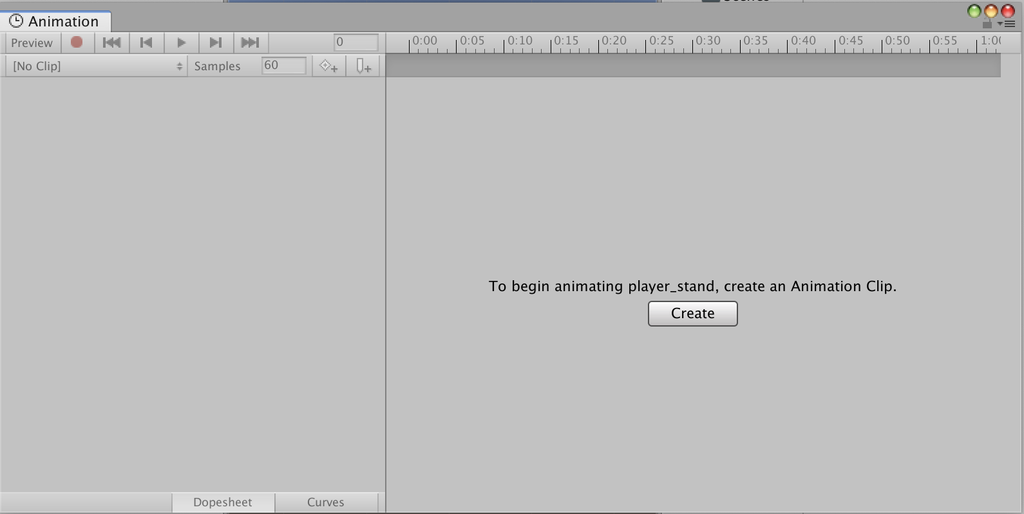 Animation
Preview
0
0:00 0:05 0:10 0:15 0:20 0:25 0:30 0:35 0:40 0:45 0:50 0:55
[No Clip]
Samples
60
To begin animating player_stand, create an Animation Clip.
Create
Dopesheet
Curves